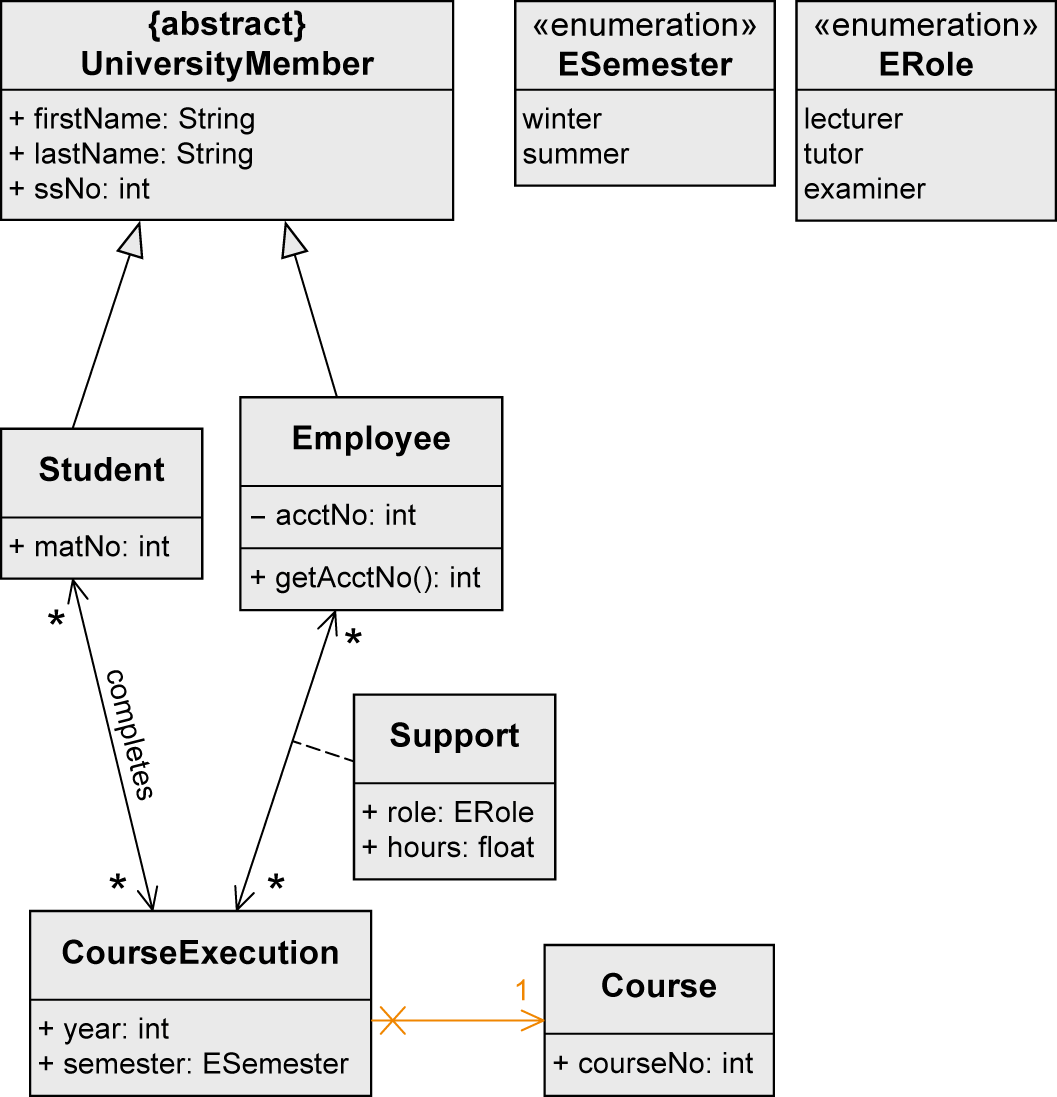 {abstract}
UniversityMember
+ firstName: String
+ lastName: String
+ ssNo: int
«enumeration»
ESemester
winter
summer
«enumeration»
ERole
lecturer
tutor
examiner
Student
+ matNo: int
Employee
– acctNo: int
+ getAcctNo(): int
*
*
completes
Support
+ role: ERole
+ hours: float
*
*
CourseExecution
+ year: int
+ semester: ESemester
1
Course
+ courseNo: int